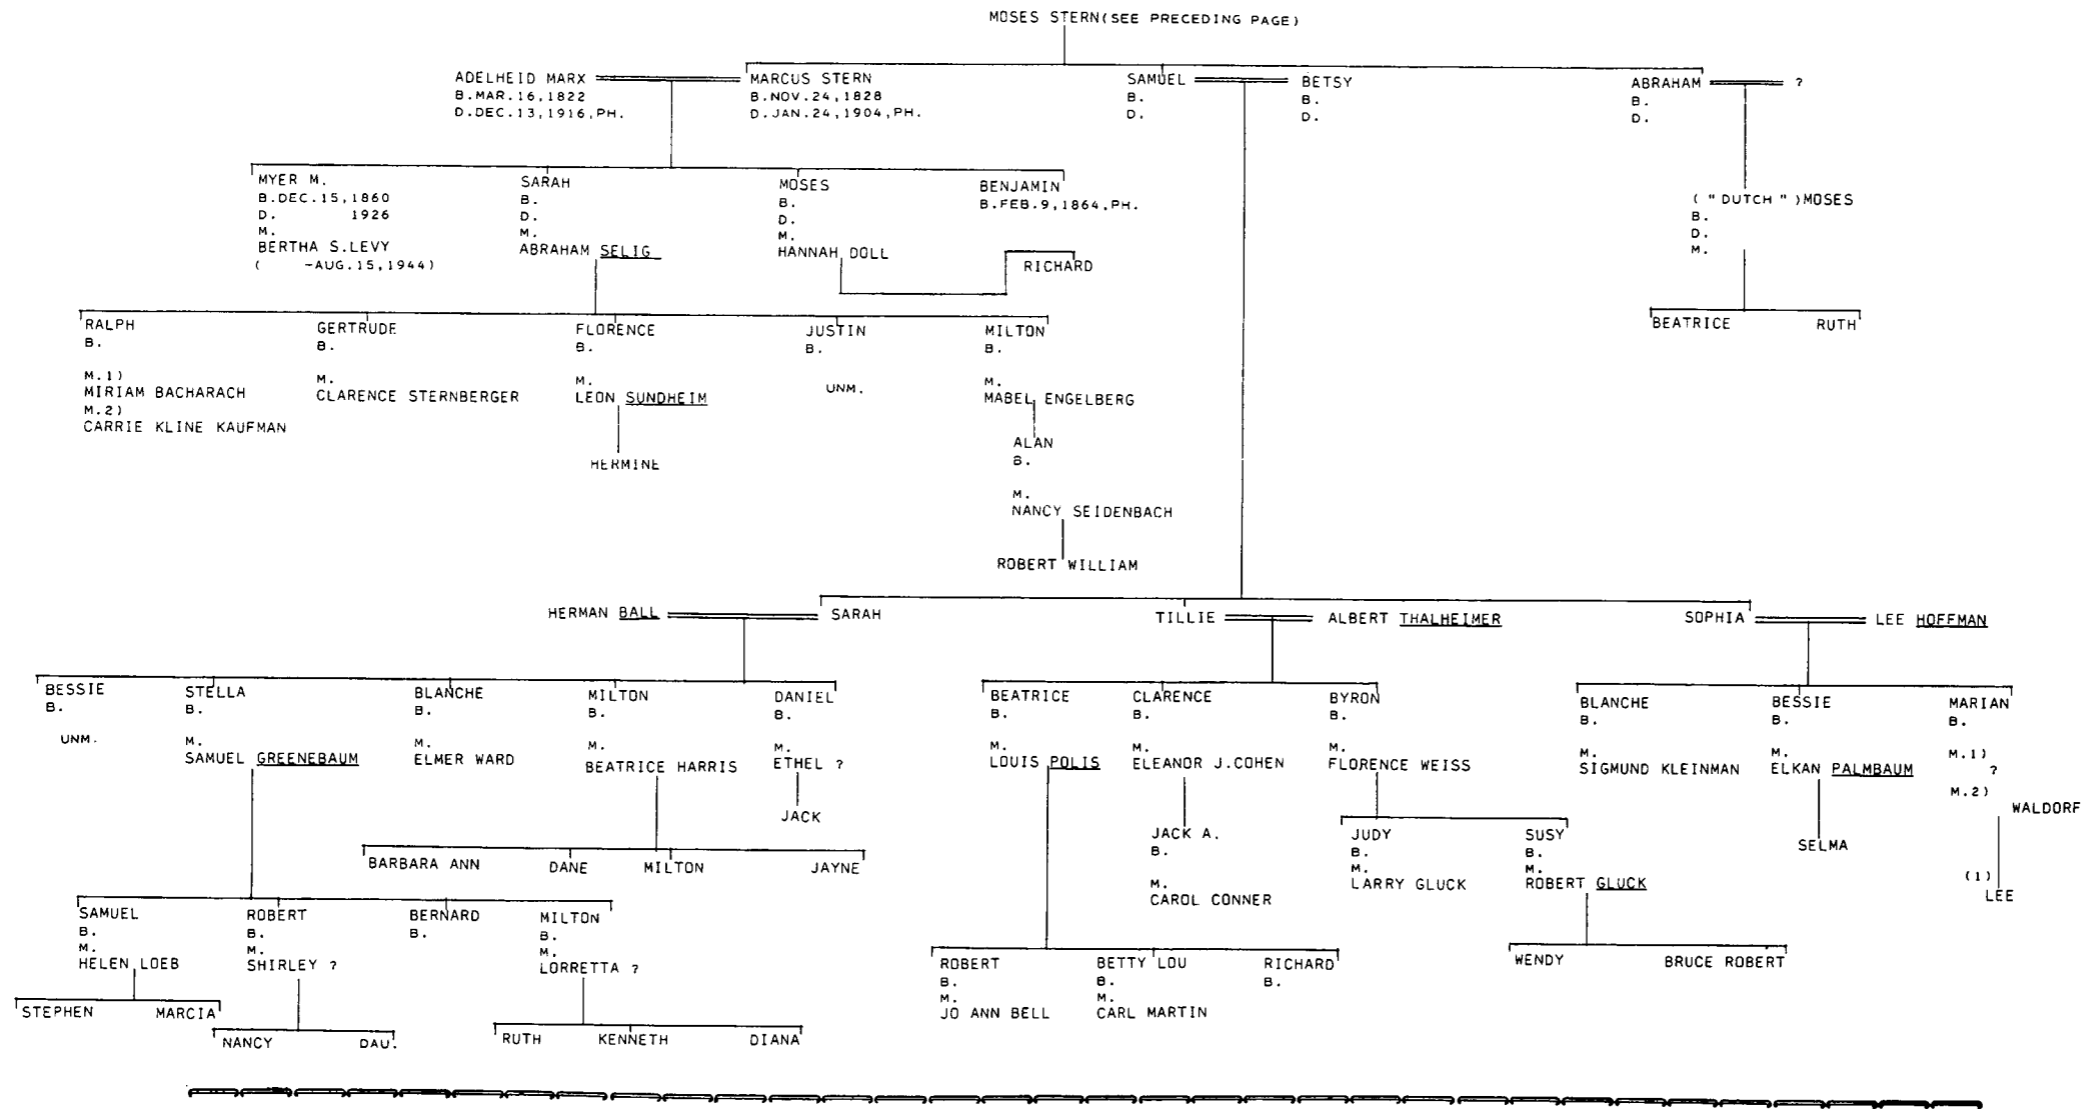 MOSES STERN(SEE PRECEDING PAGE)
ADELHEID MARX
B.MAR.16,1822
D.DEC.13,1916,PH.
MARCUS STERN
B.NOV.24,1828
D.JAN.24,1904,PH.
SAMUEL
B.
D.
BETSY
B.
D.
ABRAHAM
B.
D.
?
MYER M.
B.DEC.15,1860
D. 1926
M.
BERTHA S.LEVY
( -AUG.15,1944)
SARAH
B.
D.
M.
ABRAHAM SELIG
MOSES
B.
D.
M.
HANNAH DOLL
BENJAMIN
B.FEB.9,1864,PH.
RICHARD
("DUTCH")MOSES
B.
D.
M.
BEATRICE
RUTH
RALPH
B.
M.1)
MIRIAM BACHARACH
M.2)
CARRIE KLINE KAUFMAN
GERTRUDE
B.
M.
CLARENCE STERNBERGER
FLORENCE
B.
M.
LEON SUNDHEIM
HERMINE
JUSTIN
B.
UNM.
MILTON
B.
M.
MABEL ENGELBERG
ALAN
B.
M.
NANCY SEIDENBACH
ROBERT WILLIAM
HERMAN BALL
SARAH
TILLIE
ALBERT THALHEIMER
SOPHIA
LEE HOFFMAN
BESSIE
B.
UNM.
STELLA
B.
M.
SAMUEL GREENEBAUM
BLANCHE
B.
M.
ELMER WARD
MILTON
B.
M.
BEATRICE HARRIS
DANIEL
B.
M.
ETHEL ?
JACK
BARBARA ANN
DANE
MILTON
JAYNE
BEATRICE
B.
M.
LOUIS POLIS
CLARENCE
B.
M.
ELEANOR J.COHEN
JACK A.
B.
M.
CAROL CONNER
BYRON
B.
M.
FLORENCE WEISS
JUDY
B.
M.
LARRY GLUCK
SUSY
B.
M.
ROBERT GLUCK
WENDY
BRUCE ROBERT
BLANCHE
B.
M.
SIGMUND KLEINMAN
BESSIE
B.
M.
ELKAN PALMBAUM
SELMA
MARIAN
B.
M.1)
?
M.2)
WALDORF
(1)
LEE
SAMUEL
B.
M.
HELEN LOEB
STEPHEN
MARCIA
ROBERT
B.
M.
SHIRLEY ?
NANCY
DAU.
BERNARD
B.
MILTON
B.
M.
LORRETTA ?
RUTH
KENNETH
DIANA
ROBERT
B.
M.
JO ANN BELL
BETTY LOU
B.
M.
CARL MARTIN
RICHARD
B.